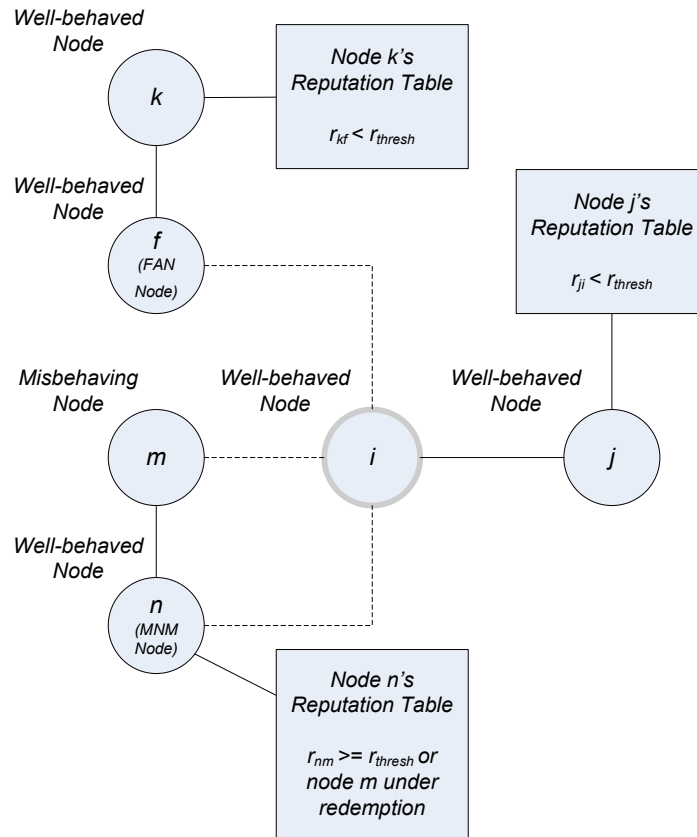 Well-behaved
Node
k
Node k's
Reputation Table
r_kf < r_thresh
Well-behaved
Node
f
(FAN
Node)
Node j's
Reputation Table
r_ji < r_thresh
Misbehaving
Node
m
Well-behaved
Node
i
Well-behaved
Node
j
Well-behaved
Node
n
(MNM
Node)
Node n's
Reputation Table
r_nm >= r_thresh or
node m under
redemption